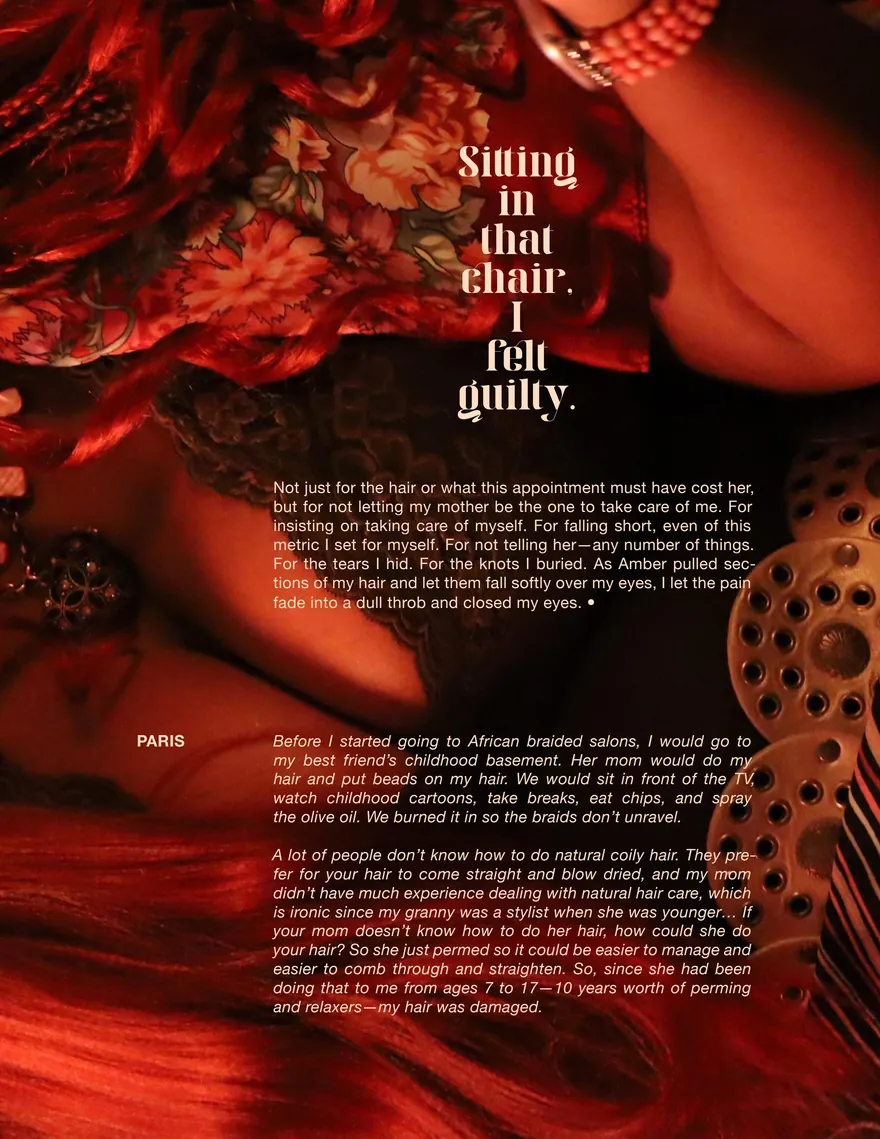 Sitting
in
that
chair,
I
felt
guilty.
Not just for the hair or what this appointment must have cost her,
but for not letting my mother be the one to take care of me. For
insisting on taking care of myself. For falling short, even of this
metric I set for myself. For not telling her—any number of things.
For the tears I hid. For the knots I buried. As Amber pulled sec-
tions of my hair and let them fall softly over my eyes, I let the pain
fade into a dull throb and closed my eyes. •
PARIS
Before I started going to African braided salons, I would go to
my best friend’s childhood basement. Her mom would do my
hair and put beads on my hair. We would sit in front of the TV,
watch childhood cartoons, take breaks, eat chips, and spray
the olive oil. We burned it in so the braids don’t unravel.
A lot of people don’t know how to do natural coily hair. They pre-
fer for your hair to come straight and blow dried, and my mom
didn’t have much experience dealing with natural hair care, which
is ironic since my granny was a stylist when she was younger… If
your mom doesn’t know how to do her hair, how could she do
your hair? So she just permed so it could be easier to manage and
easier to comb through and straighten. So, since she had been
doing that to me from ages 7 to 17—10 years worth of perming
and relaxers—my hair was damaged.